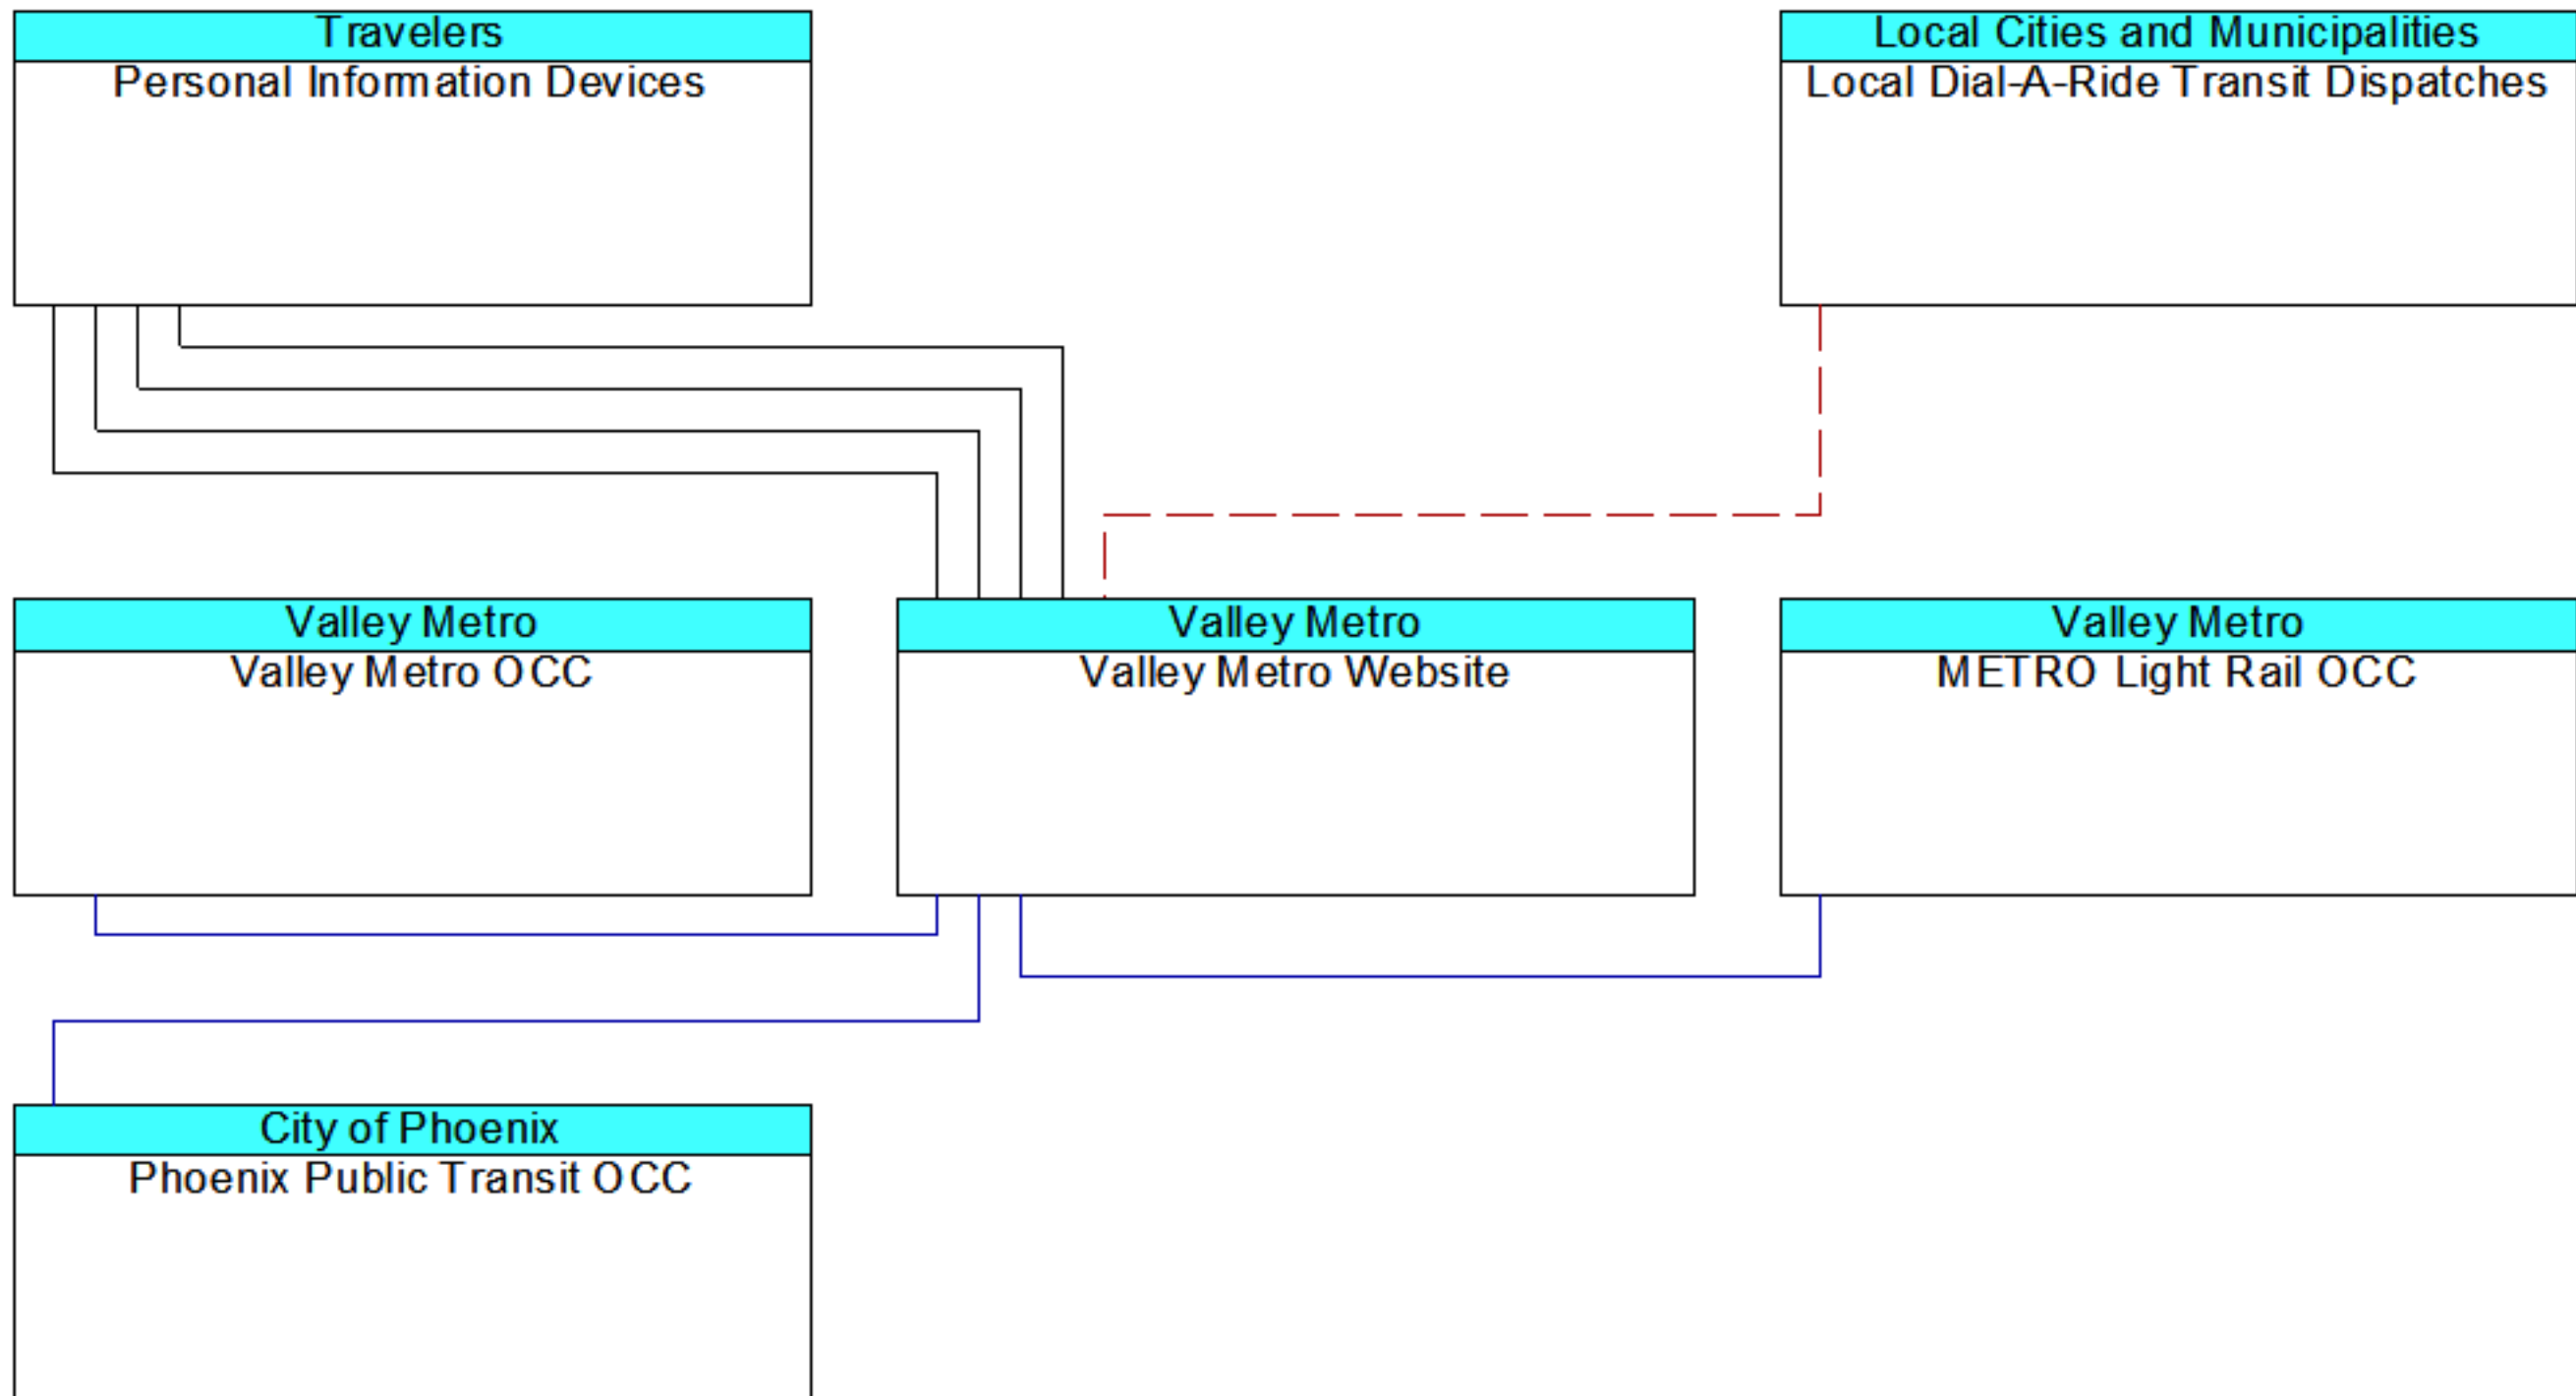 Travelers
Personal Information Devices
Local Cities and Municipalities
Local Dial-A-Ride Transit Dispatches
Valley Metro
Valley Metro OCC
Valley Metro
Valley Metro Website
Valley Metro
METRO Light Rail OCC
City of Phoenix
Phoenix Public Transit OCC